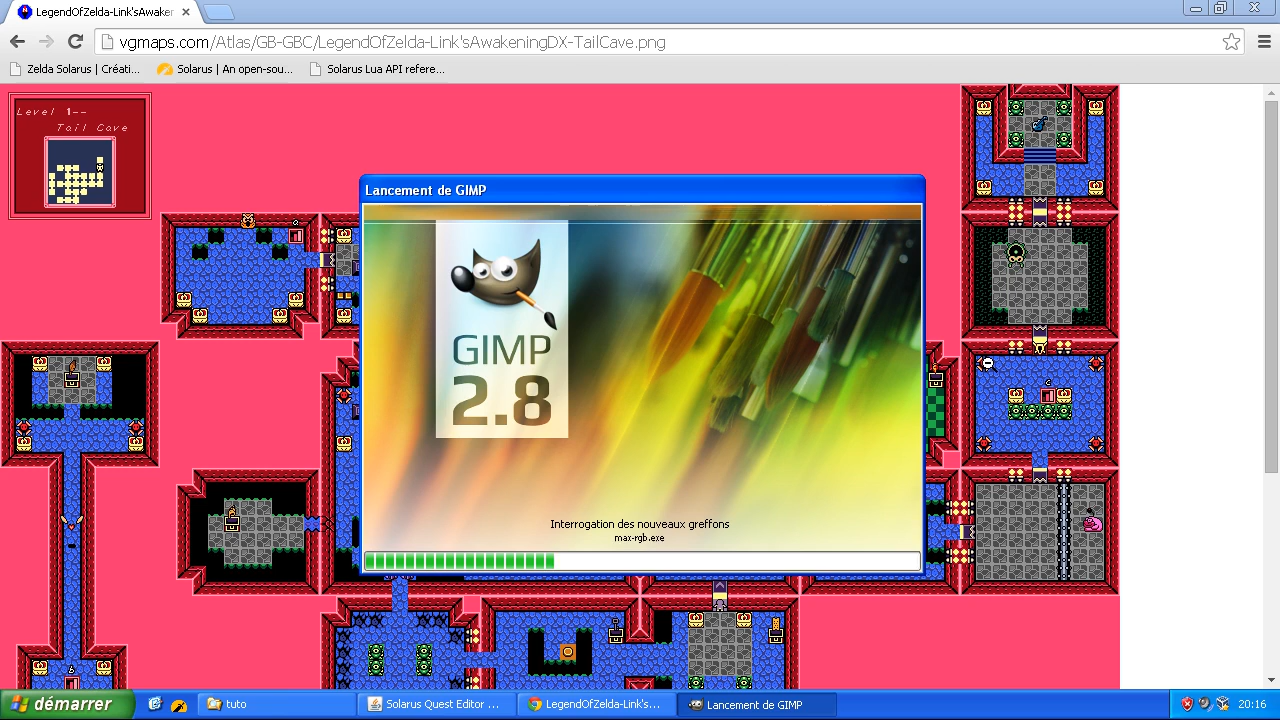 LegendOfZelda-Link'sAwaker
vgmaps.com/Atlas/GB-GBC/LegendOfZelda-Link'sAwakeningDX-TailCave.png
Zelda Solarus | Créati...
Solarus | An open-sou...
Solarus Lua API refere...
Level 1--
Tail Cave
Lancement de GIMP
GIMP
2.8
Interrogation des nouveaux greffons
max-rgb.exe
démarrer
tuto
Solarus Quest Editor ...
LegendOfZelda-Link's...
Lancement de GIMP
20:16